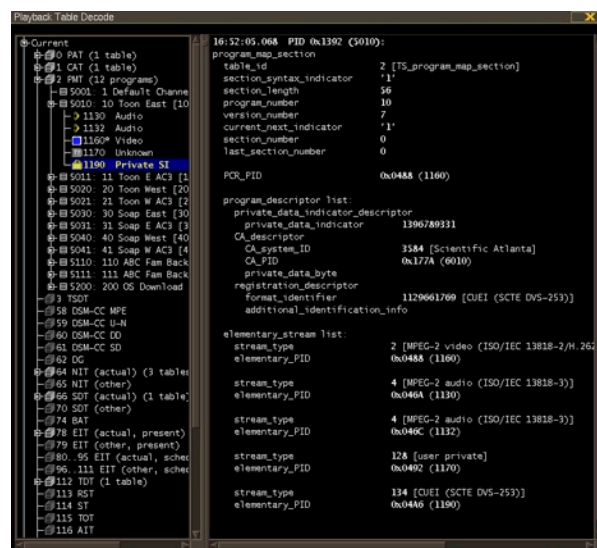 Playback Table Decode
Current
0 PAT (1 table)
1 CAT (1 table)
2 PMT (12 programs)
5001: 1 Default Channe
5010: 10 Toon East [10
1130 Audio
1132 Audio
1160* Video
1170 Unknown
1190 Private SI
5011: 11 Toon E AC3 [1
5020: 20 Toon West [20
5021: 21 Toon W AC3 [2
5030: 30 Soap East [30
5031: 31 Soap E AC3 [3
5040: 40 Soap West [40
5041: 41 Soap W AC3 [4
5110: 110 ABC Fam Back
5111: 111 ABC Fam Back
5200: 200 OS Download
3 TSDT
58 DSM-CC MPE
59 DSM-CC U-N
60 DSM-CC DD
61 DSM-CC SD
62 DG
64 NIT (actual) (3 tables
65 NIT (other)
66 SDT (actual) (1 table)
70 SDT (other)
74 BAT
78 EIT (actual, present)
79 EIT (other, present)
80..95 EIT (actual, sched
96..111 EIT (other, sched
112 TDT (1 table)
113 RST
114 ST
115 TOT
116 AIT
16:52:05.068 PID 0x1392 (5010):
program_map_section
table_id 2 [TS_program_map_section]
section_syntax_indicator '1'
section_length 56
program_number 10
version_number 7
current_next_indicator '1'
section_number 0
last_section_number 0
PCR_PID 0x0488 (1160)
program_descriptor list:
private_data_indicator_descriptor
private_data_indicator 1396789331
CA_descriptor
CA_system_ID 3584 [Scientific Atlanta]
CA_PID 0x177A (6010)
private_data_byte
registration_descriptor
format_identifier 1129661769 [CUEI (SCTE DVS-253)]
additional_identification_info
elementary_stream list:
stream_type 2 [MPEG-2 video (ISO/IEC 13818-2/H.262
elementary_PID 0x0488 (1160)
stream_type 4 [MPEG-2 audio (ISO/IEC 13818-3)]
elementary_PID 0x046A (1130)
stream_type 4 [MPEG-2 audio (ISO/IEC 13818-3)]
elementary_PID 0x046C (1132)
stream_type 128 [user private]
elementary_PID 0x0492 (1170)
stream_type 134 [CUEI (SCTE DVS-253)]
elementary_PID 0x04A6 (1190)